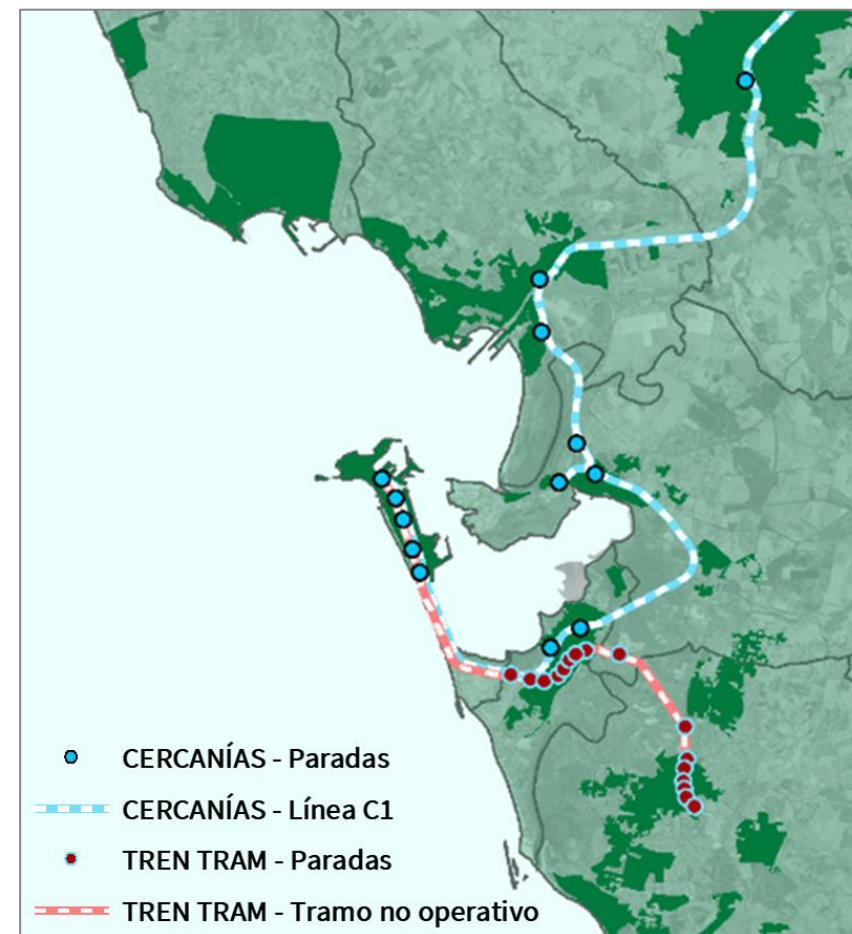 CERCANÍAS - Paradas
CERCANÍAS - Línea C1
TREN TRAM - Paradas
TREN TRAM - Tramo no operativo